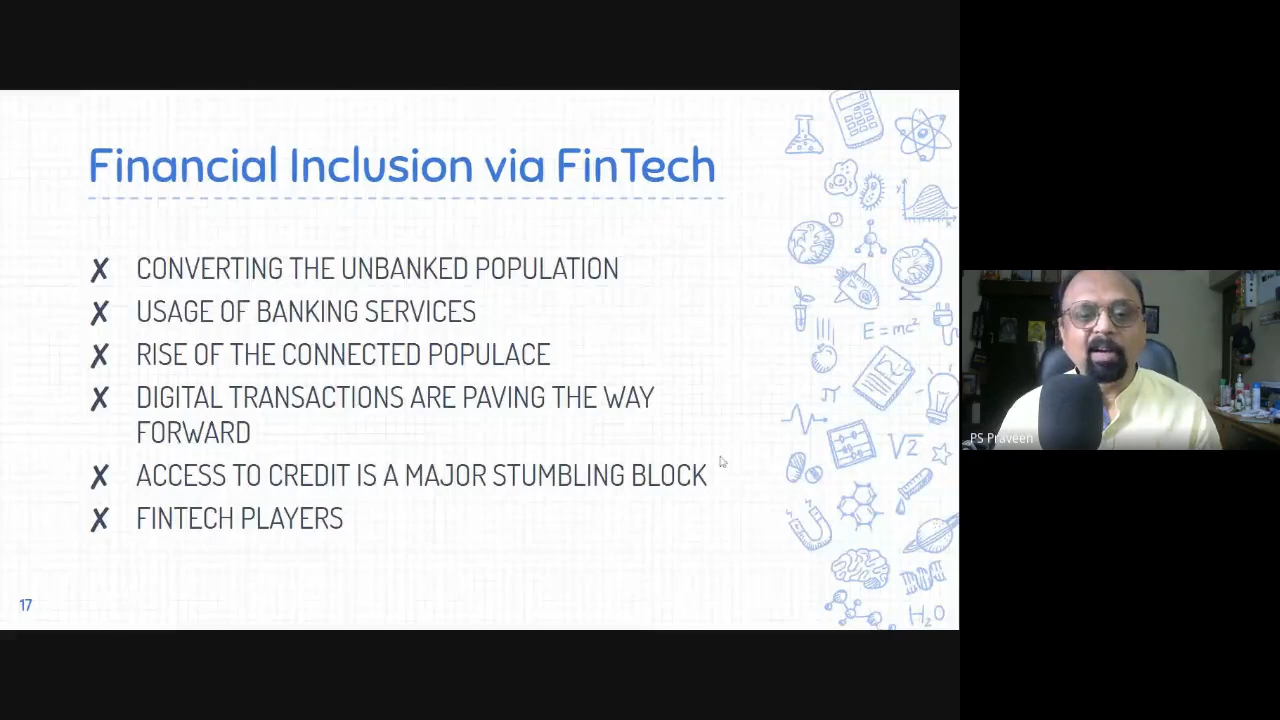 Financial Inclusion via FinTech
✗ CONVERTING THE UNBANKED POPULATION
✗ USAGE OF BANKING SERVICES
✗ RISE OF THE CONNECTED POPULACE
✗ DIGITAL TRANSACTIONS ARE PAVING THE WAY
FORWARD
✗ ACCESS TO CREDIT IS A MAJOR STUMBLING BLOCK
✗ FINTECH PLAYERS
17
y
x
E=mc²
π
√2
H₂O
PS Praveen